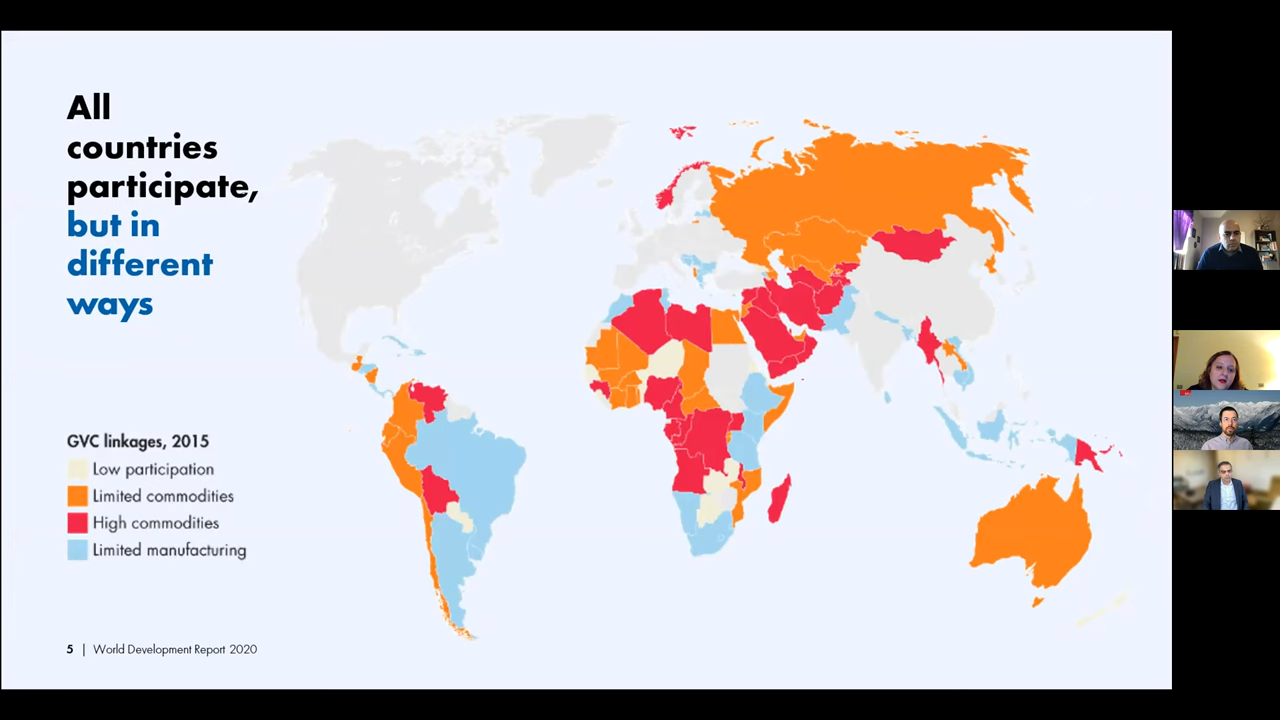 All
countries
participate,
but in
different
ways
GVC linkages, 2015
Low participation
Limited commodities
High commodities
Limited manufacturing
5 | World Development Report 2020